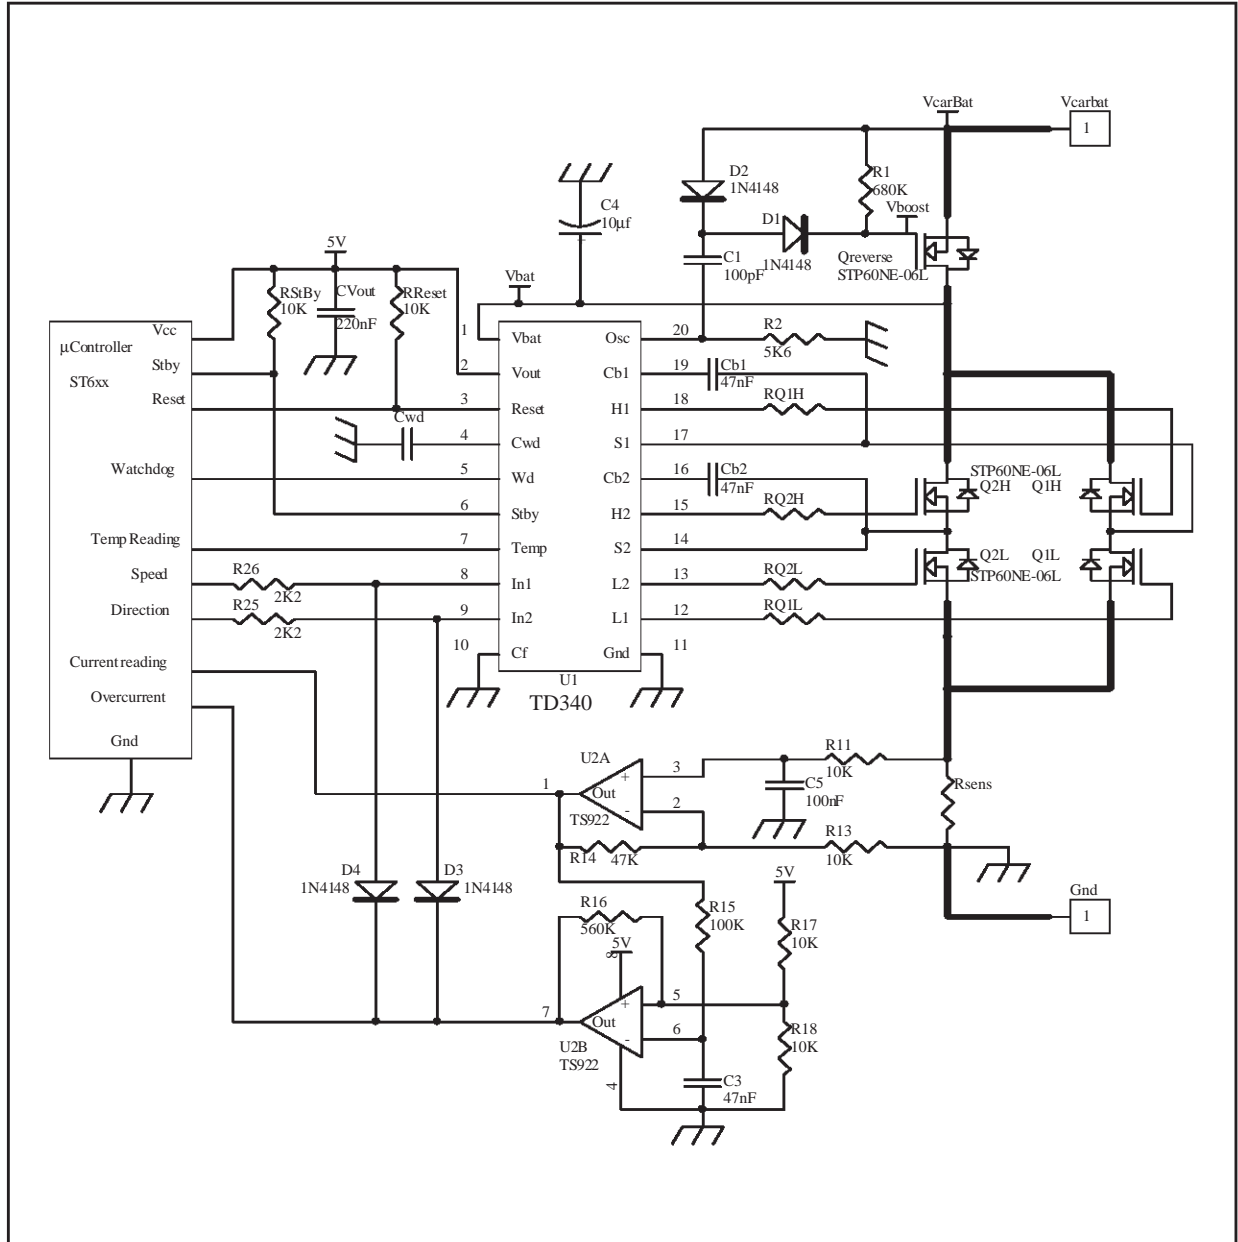 VcarBat
Vcarbat
1
D2
1N4148
R1
680K
Vboost
C4
10µf
+
D1
1N4148
C1
100pF
Qreverse
STP60NE-06L
5V
Vbat
RStBy
10K
CVout
220nF
RReset
10K
Vcc
µController
ST6xx
Stby
Reset
Watchdog
Temp Reading
Speed
Direction
Current reading
Overcurrent
Gnd
1
2
3
4
5
6
7
8
9
10
Vbat
Vout
Reset
Cwd
Wd
Stby
Temp
In1
In2
Cf
Osc
Cb1
H1
S1
Cb2
H2
S2
L2
L1
Gnd
20
19
18
17
16
15
14
13
12
11
U1
TD340
Cwd
R2
5K6
Cb1
47nF
RQ1H
Cb2
47nF
RQ2H
RQ2L
RQ1L
STP60NE-06L
Q2H
Q1H
Q2L
Q1L
STP60NE-06L
R26
2K2
R25
2K2
U2A
+
-
Out
TS922
1
3
2
R11
10K
C5
100nF
Rsens
R14
47K
R13
10K
5V
D4
1N4148
D3
1N4148
R16
560K
R15
100K
R17
10K
Gnd
1
8
5V
7
5
6
4
+
-
Out
U2B
TS922
R18
10K
C3
47nF